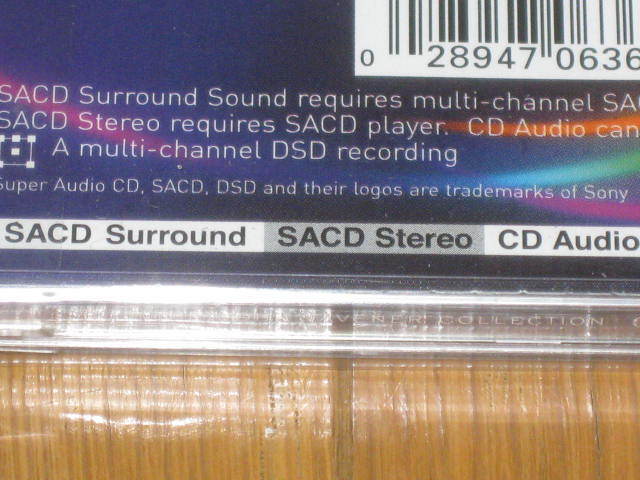 0 28947 0636
SACD Surround Sound requires multi-channel SA
SACD Stereo requires SACD player. CD Audio can
A multi-channel DSD recording
Super Audio CD, SACD, DSD and their logos are trademarks of Sony
SACD Surround SACD Stereo CD Audio
COLLECTION